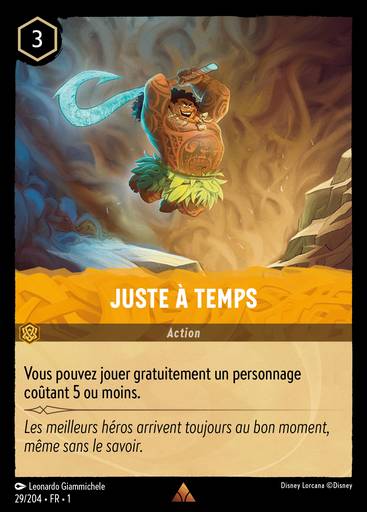 3
JUSTE À TEMPS
Action
Vous pouvez jouer gratuitement un personnage
coûtant 5 ou moins.
Les meilleurs héros arrivent toujours au bon moment,
même sans le savoir.
Leonardo Giammichele
Disney Lorcana ©Disney
29/204 • FR • 1